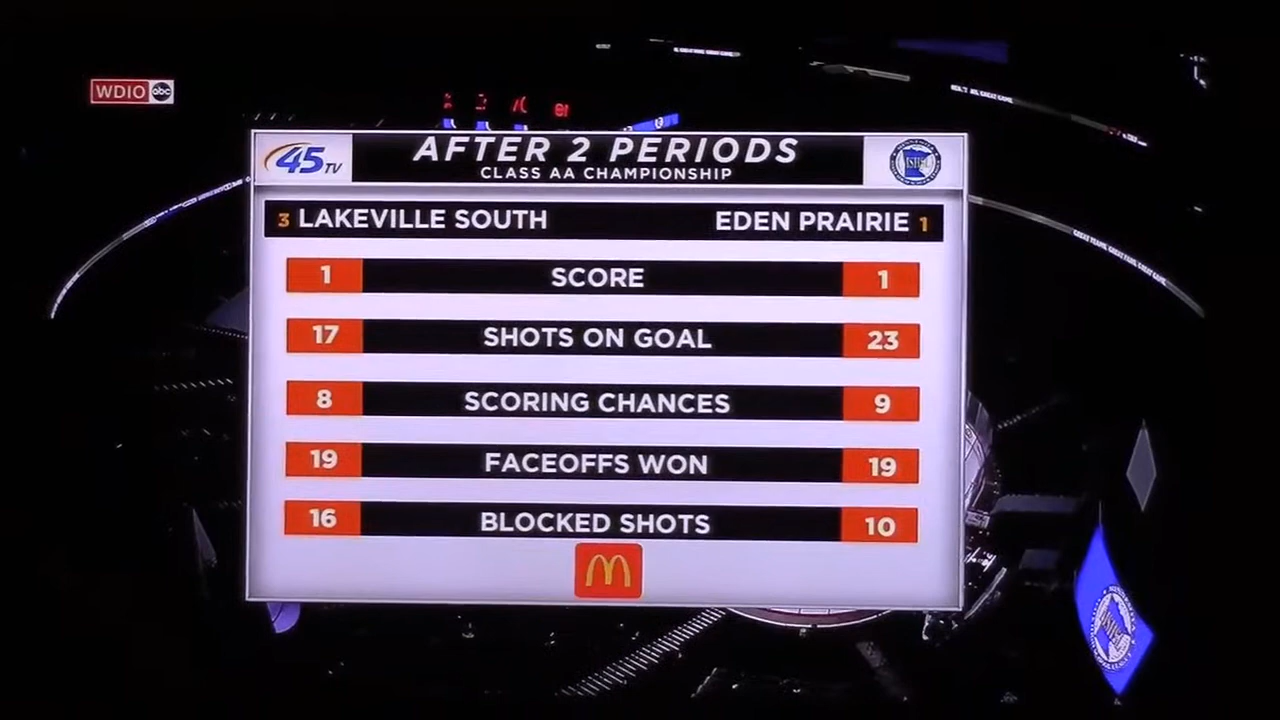 WDIO abc
45TV
AFTER 2 PERIODS
CLASS AA CHAMPIONSHIP
3 LAKEVILLE SOUTH EDEN PRAIRIE 1
1 SCORE 1
17 SHOTS ON GOAL 23
8 SCORING CHANCES 9
19 FACEOFFS WON 19
16 BLOCKED SHOTS 10